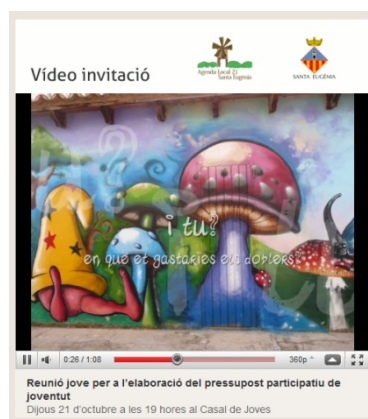 Vídeo invitació
Agenda Local 21
Santa Eugènia
SANTA EUGÈNIA
i tu?
en què et gastaries els doblers
0:26 / 1:08
360p
Reunió jove per a l'elaboració del pressupost participatiu de
joventut
Dijous 21 d'octubre a les 19 hores al Casal de Joves